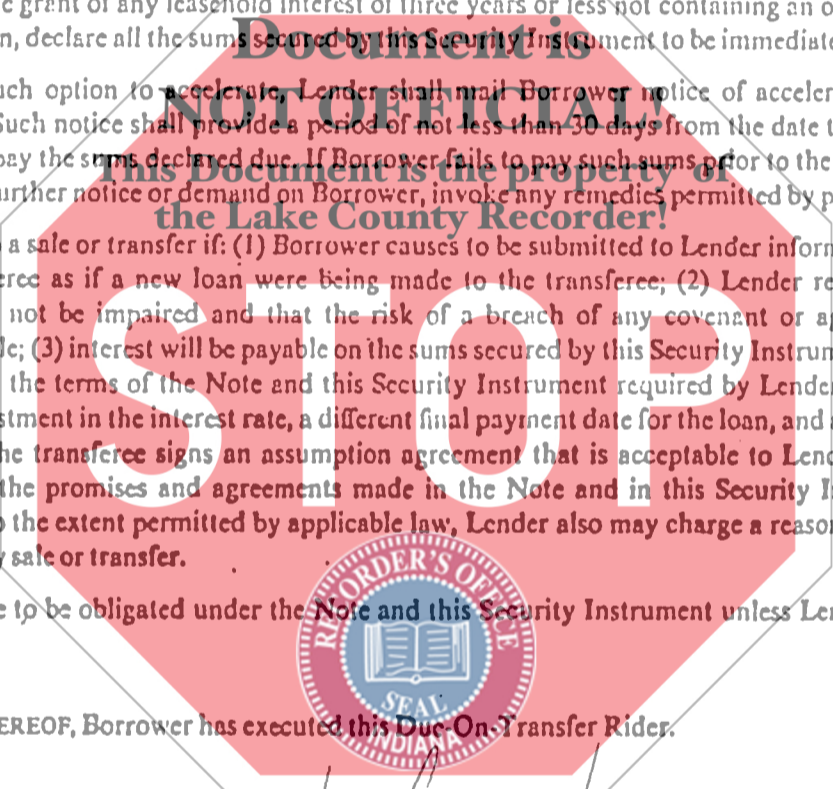 e grant of any leasehold interest of three years or less not containing an o
n, declare all the sums secured by this Security Instrument to be immediate
Document is
uch option to accelerate, Lender shall mail Borrower notice of acceler
NOT OFFICIAL!
Such notice shall provide a period of not less than 30 days from the date
pay the sums declared due. If Borrower fails to pay such sums prior to the
This Document is the property of
urther notice or demand on Borrower, invoke any remedies permitted by p
the Lake County Recorder!
a sale or transfer if: (1) Borrower causes to be submitted to Lender inform
eree as if a new loan were being made to the transferee; (2) Lender re
not be impaired and that the risk of a breach of any covenant or a
le; (3) interest will be payable on the sums secured by this Security Instrum
STOP
the terms of the Note and this Security Instrument required by Lende
stment in the interest rate, a different final payment date for the loan, and
he transferee signs an assumption agreement that is acceptable to Lend
the promises and agreements made in the Note and in this Security I
o the extent permitted by applicable law, Lender also may charge a reason
sale or transfer.
RECORDER'S OFFICE
e to be obligated under the Note and this Security Instrument unless Le
SEAL
EREOF, Borrower has executed this Due-On-Transfer Rider.
INDIANA